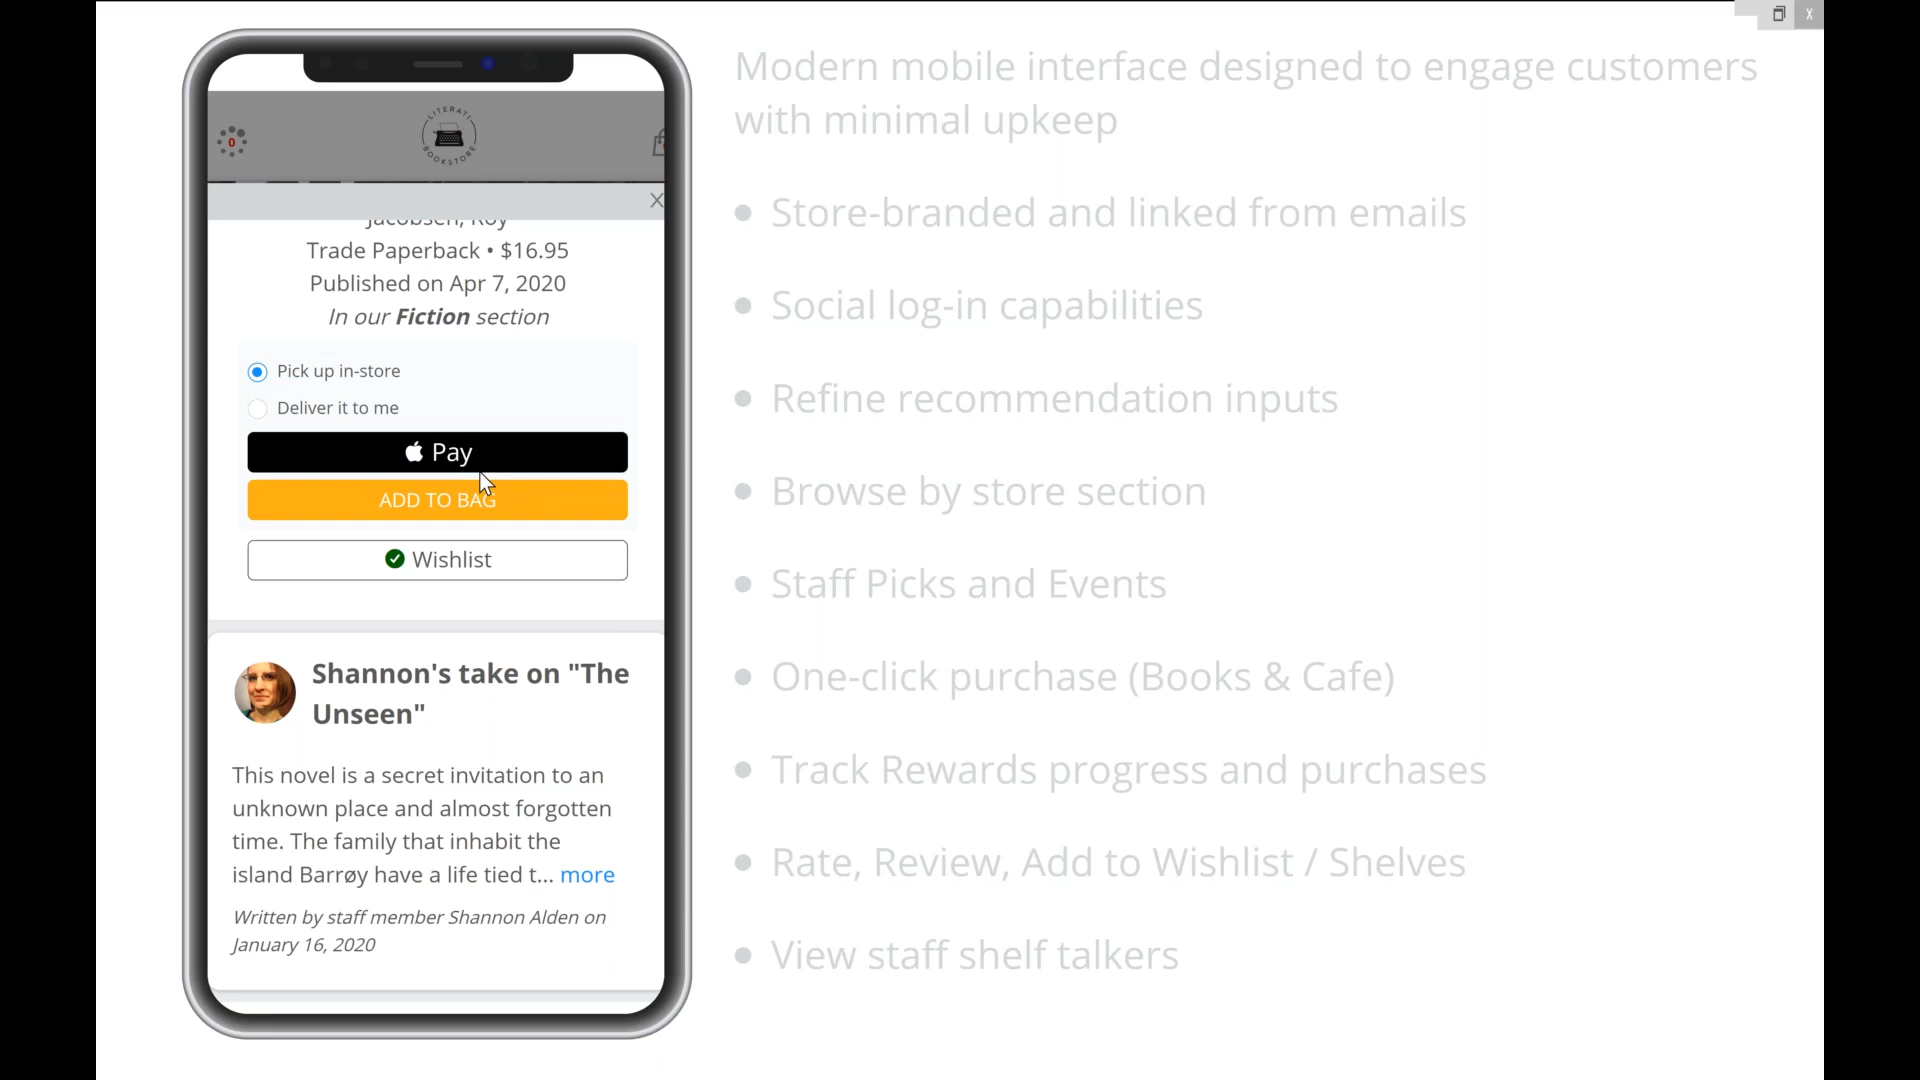 LITERATI
BOOKSTORE
0
X
Jacobsen, Roy
Trade Paperback • $16.95
Published on Apr 7, 2020
In our Fiction section
Pick up in-store
Deliver it to me
Pay
ADD TO BAG
Wishlist
Shannon's take on "The
Unseen"
This novel is a secret invitation to an
unknown place and almost forgotten
time. The family that inhabit the
island Barrøy have a life tied t... more
Written by staff member Shannon Alden on
January 16, 2020
Modern mobile interface designed to engage customers
with minimal upkeep
• Store-branded and linked from emails
• Social log-in capabilities
• Refine recommendation inputs
• Browse by store section
• Staff Picks and Events
• One-click purchase (Books & Cafe)
• Track Rewards progress and purchases
• Rate, Review, Add to Wishlist / Shelves
• View staff shelf talkers
X